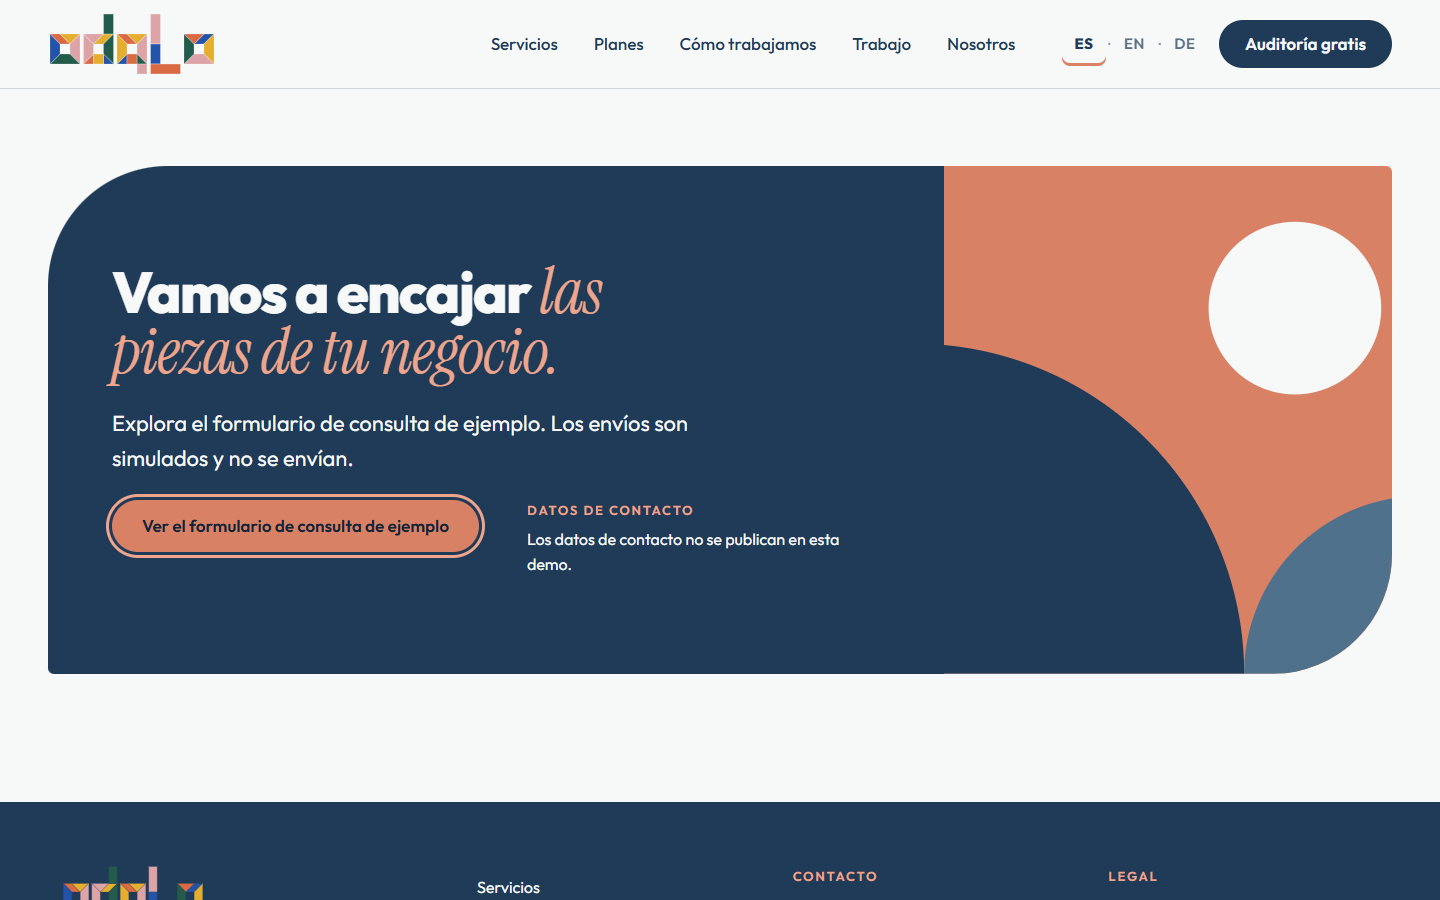 adaLo
Servicios Planes Cómo trabajamos Trabajo Nosotros ES · EN · DE Auditoría gratis
Vamos a encajar las
piezas de tu negocio.
Explora el formulario de consulta de ejemplo. Los envíos son
simulados y no se envían.
Ver el formulario de consulta de ejemplo
DATOS DE CONTACTO
Los datos de contacto no se publican en esta
demo.
Servicios
CONTACTO
LEGAL